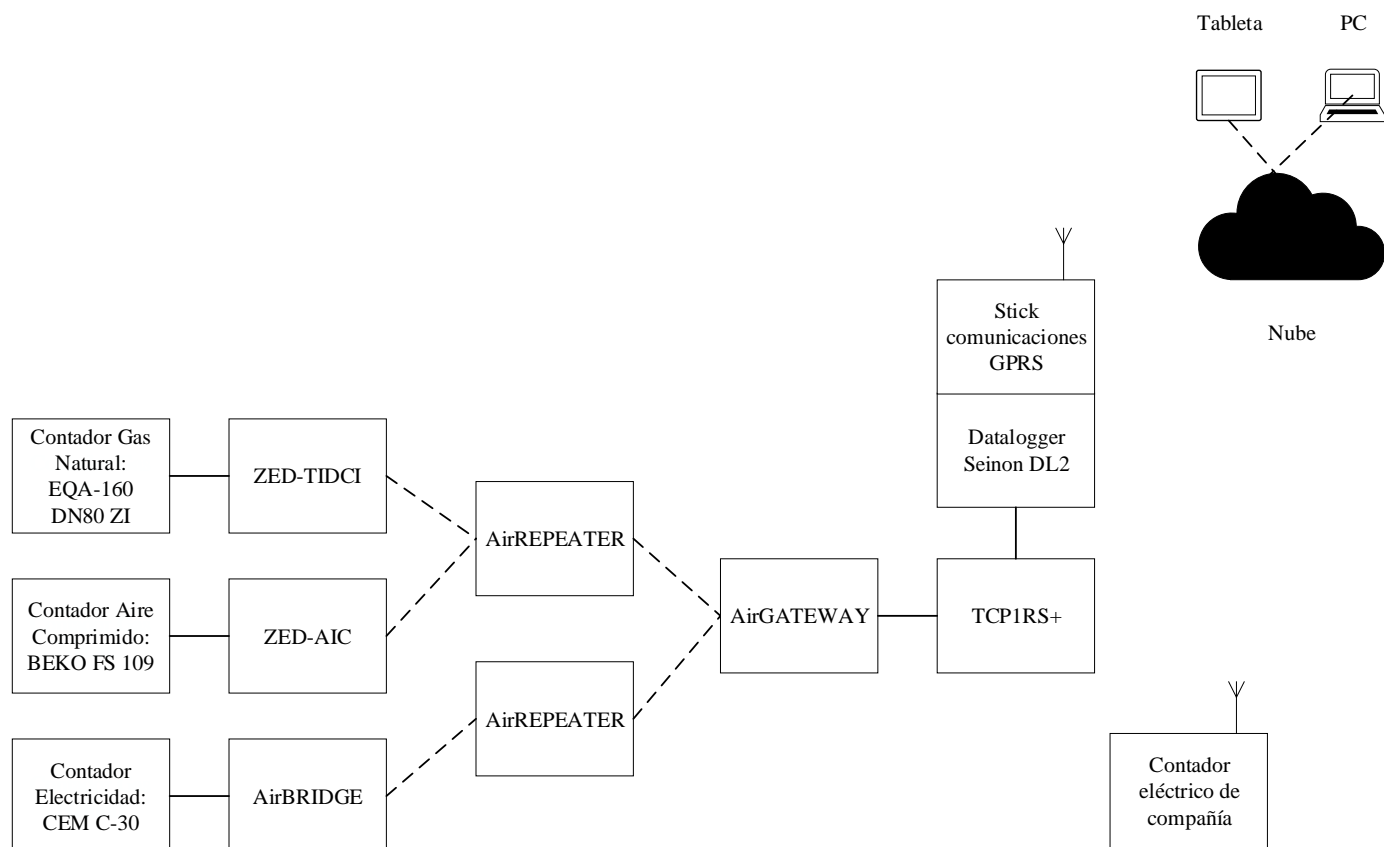 Tableta
PC
Nube
Stick
comunicaciones
GPRS
Datalogger
Seinon DL2
Contador Gas
Natural:
EQA-160
DN80 ZI
ZED-TIDCI
AirREPEATER
Contador Aire
Comprimido:
BEKO FS 109
ZED-AIC
AirGATEWAY
TCP1RS+
AirREPEATER
Contador
Electricidad:
CEM C-30
AirBRIDGE
Contador
eléctrico de
compañía